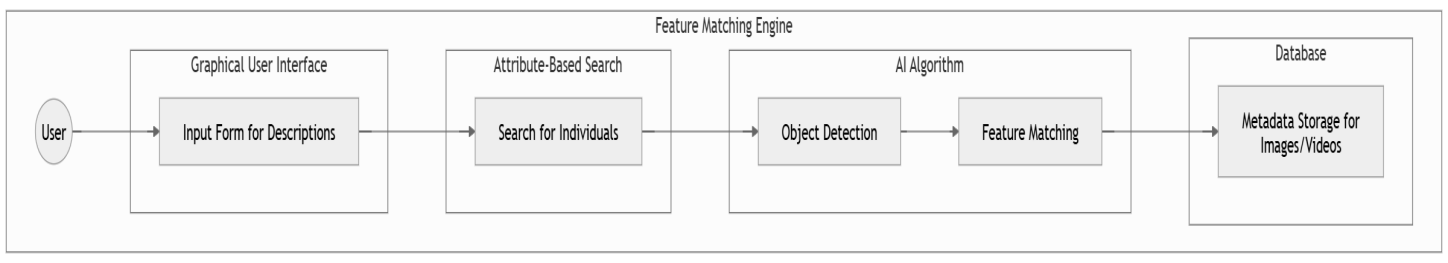 Feature Matching Engine
Graphical User Interface
Attribute-Based Search
AI Algorithm
Database
User
Input Form for Descriptions
Search for Individuals
Object Detection
Feature Matching
Metadata Storage for
Images/Videos